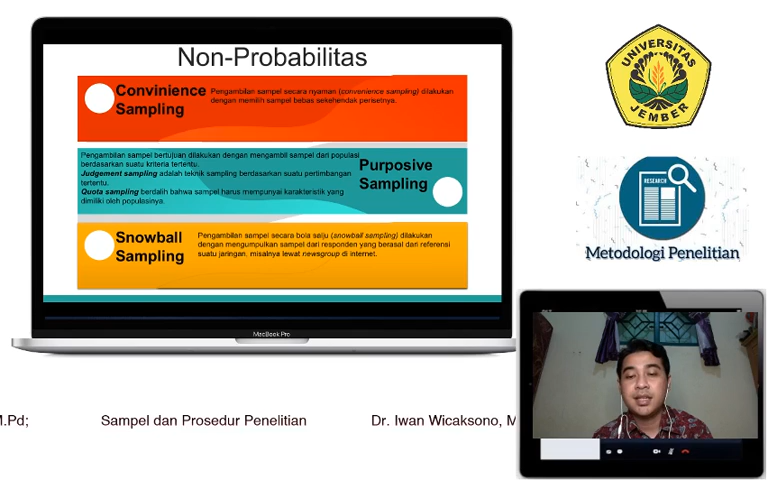 Non-Probabilitas
Convinience
Sampling
Pengambilan sampel secara nyaman (convenience sampling) dilakukan
dengan memilih sampel bebas sekehendak perisetnya.
Pengambilan sampel bertujuan dilakukan dengan mengambil sampel dari populasi
berdasarkan suatu kriteria tertentu.
Judgement sampling adalah teknik sampling berdasarkan suatu pertimbangan
tertentu.
Quota sampling berdalih bahwa sampel harus mempunyai karakteristik yang
dimiliki oleh populasinya.
Purposive
Sampling
Snowball
Sampling
Pengambilan sampel secara bola salju (snowball sampling) dilakukan
dengan mengumpulkan sampel dari responden yang berasal dari referensi
suatu jaringan, misalnya lewat newsgroup di internet.
MacBook Pro
UNIVERSITAS
JEMBER
RESEARCH
Metodologi Penelitian
M.Pd; Sampel dan Prosedur Penelitian Dr. Iwan Wicaksono, M